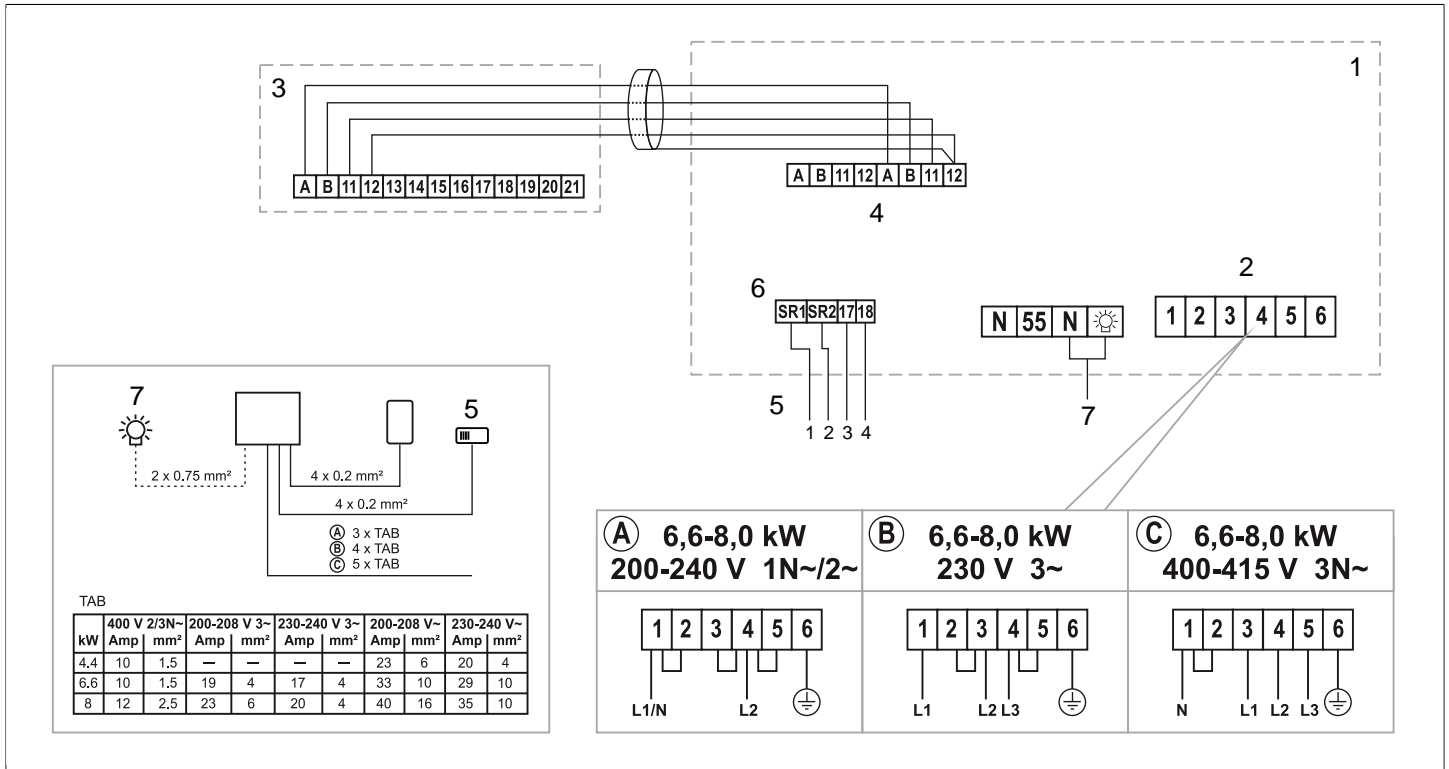 3
1
A B 11 12 13 14 15 16 17 18 19 20 21
A B 11 12 A B 11 12
4
2
6
SR1 SR2 17 18
N 55 N
1 2 3 4 5 6
5
1 2 3 4
7
7
5
2 x 0.75 mm²
4 x 0.2 mm²
4 x 0.2 mm²
A 3 x TAB
B 4 x TAB
C 5 x TAB
TAB
kW 400 V 2/3N~ 200-208 V 3~ 230-240 V 3~ 200-208 V~ 230-240 V~
Amp mm² Amp mm² Amp mm² Amp mm² Amp mm²
4.4 10 1.5 — — — — 23 6 20 4
6.6 10 1.5 19 4 17 4 33 10 29 10
8 12 2.5 23 6 20 4 40 16 35 10
A 6,6-8,0 kW
200-240 V 1N~/2~
1 2 3 4 5 6
L1/N L2
B 6,6-8,0 kW
230 V 3~
1 2 3 4 5 6
L1 L2 L3
C 6,6-8,0 kW
400-415 V 3N~
1 2 3 4 5 6
N L1 L2 L3